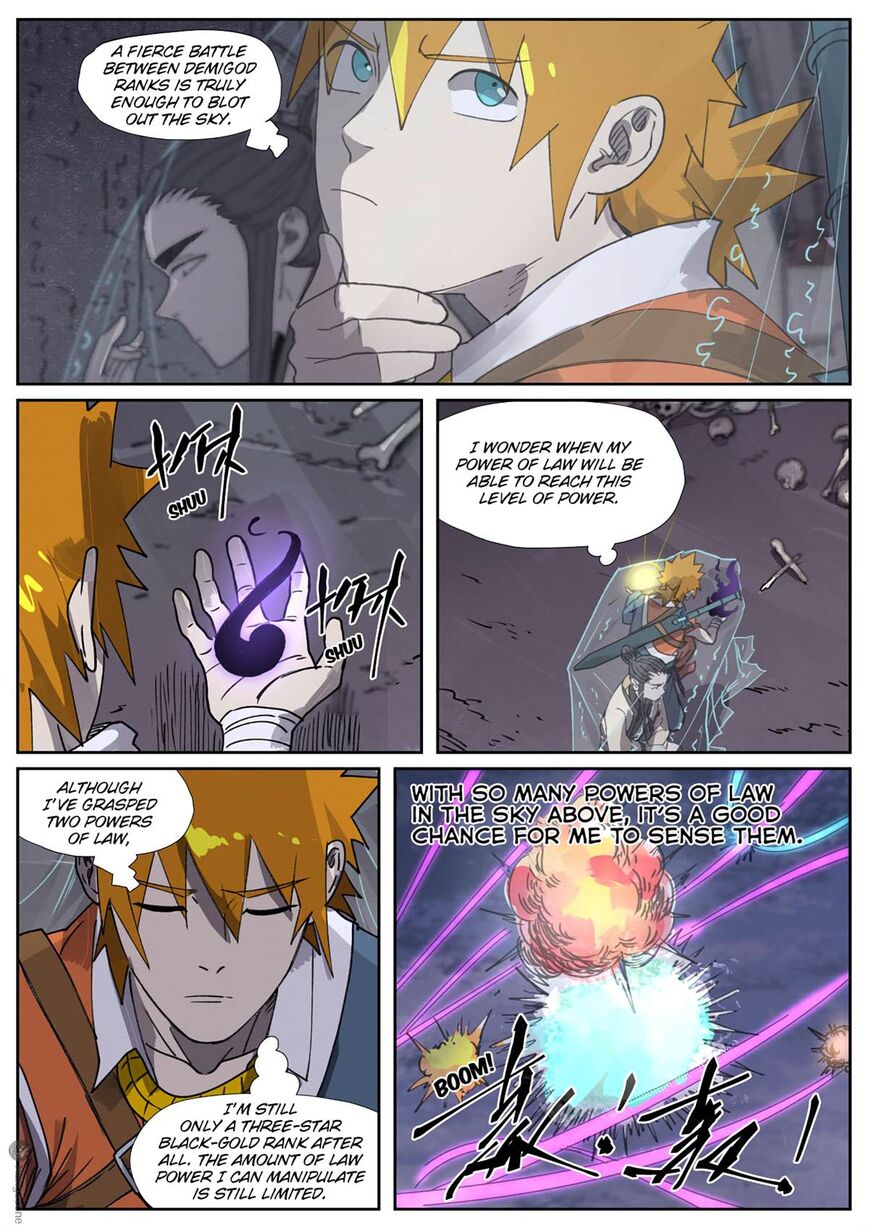 A FIERCE BATTLE
BETWEEN DEMIGOD
RANKS IS TRULY
ENOUGH TO BLOT
OUT THE SKY.
SHUU
SHUU
I WONDER WHEN MY
POWER OF LAW WILL BE
ABLE TO REACH THIS
LEVEL OF POWER.
ALTHOUGH
I'VE GRASPED
TWO POWERS
OF LAW,
I'M STILL
ONLY A THREE-STAR
BLACK-GOLD RANK AFTER
ALL. THE AMOUNT OF LAW
POWER I CAN MANIPULATE
IS STILL LIMITED.
WITH SO MANY POWERS OF LAW
IN THE SKY ABOVE, IT'S A GOOD
CHANCE FOR ME TO SENSE THEM.
BOOM!